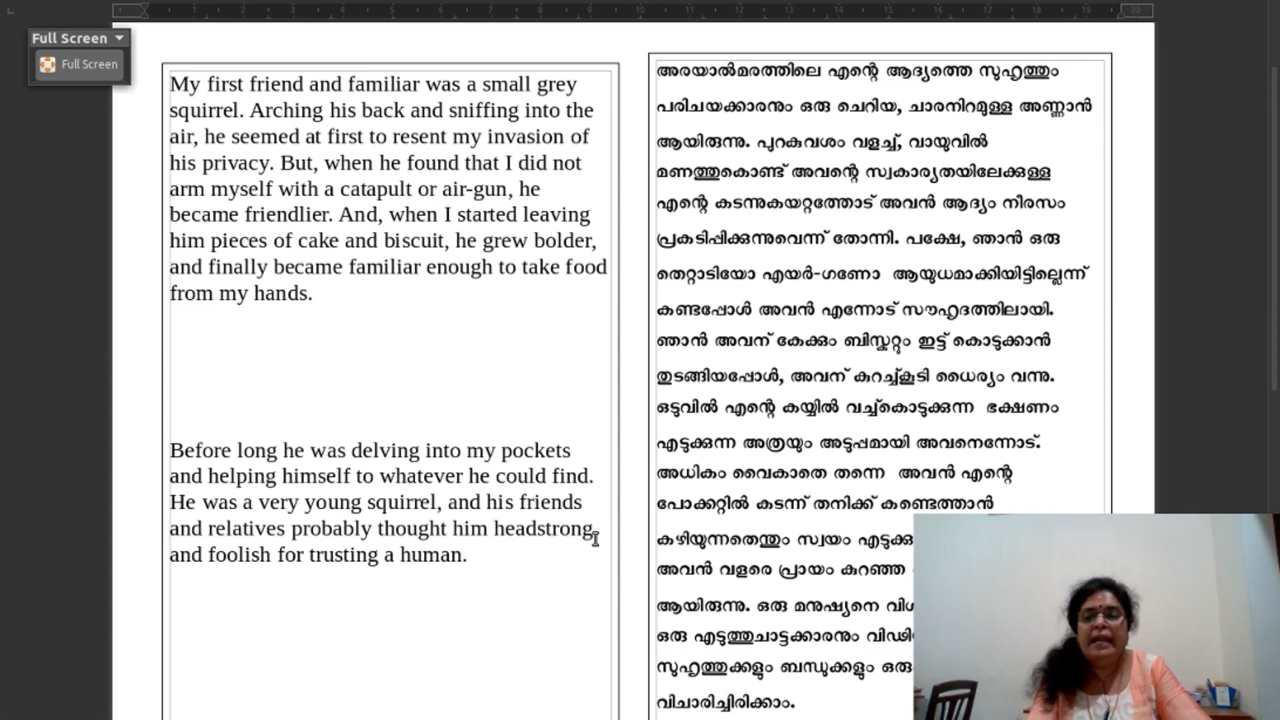 Full Screen
Full Screen
My first friend and familiar was a small grey
squirrel. Arching his back and sniffing into the
air, he seemed at first to resent my invasion of
his privacy. But, when he found that I did not
arm myself with a catapult or air-gun, he
became friendlier. And, when I started leaving
him pieces of cake and biscuit, he grew bolder,
and finally became familiar enough to take food
from my hands.
Before long he was delving into my pockets
and helping himself to whatever he could find.
He was a very young squirrel, and his friends
and relatives probably thought him headstrong,
and foolish for trusting a human.
അരയാൽമരത്തിലെ എന്റെ ആദ്യത്തെ സുഹൃത്തും
പരിചയക്കാരനും ഒരു ചെറിയ, ചാരനിറമുള്ള അണ്ണാൻ
ആയിരുന്നു. പുറകുവശം വളച്ച്, വായുവിൽ
മണത്തുകൊണ്ട് അവന്റെ സ്വകാര്യതയിലേക്കുള്ള
എന്റെ കടന്നുകയറ്റത്തോട് അവൻ ആദ്യം നീരസം
പ്രകടിപ്പിക്കുന്നുവെന്ന് തോന്നി. പക്ഷേ, ഞാൻ ഒരു
തെറ്റാടിയോ എയർ-ഗണോ ആയുധമാക്കിയിട്ടില്ലെന്ന്
കണ്ടപ്പോൾ അവൻ എന്നോട് സൗഹൃദത്തിലായി.
ഞാൻ അവന് കേക്കും ബിസ്ക്കറ്റും ഇട്ട് കൊടുക്കാൻ
തുടങ്ങിയപ്പോൾ, അവന് കുറച്ച്കൂടി ധൈര്യം വന്നു.
ഒടുവിൽ എന്റെ കയ്യിൽ വച്ച്കൊടുക്കുന്ന ഭക്ഷണം
എടുക്കുന്ന അത്രയും അടുപ്പമായി അവനെന്നോട്.
അധികം വൈകാതെ തന്നെ അവൻ എന്റെ
പോക്കറ്റിൽ കടന്ന് തനിക്ക് കണ്ടെത്താൻ
കഴിയുന്നതെന്തും സ്വയം
അവൻ വളരെ പ്രായം കുറഞ്ഞ
ആയിരുന്നു. ഒരു മനുഷ്യനെ
ഒരു എടുത്തുചാട്ടക്കാരനും
സുഹൃത്തുക്കളും ബന്ധുക്കളും
വിചാരിച്ചിരിക്കാം.